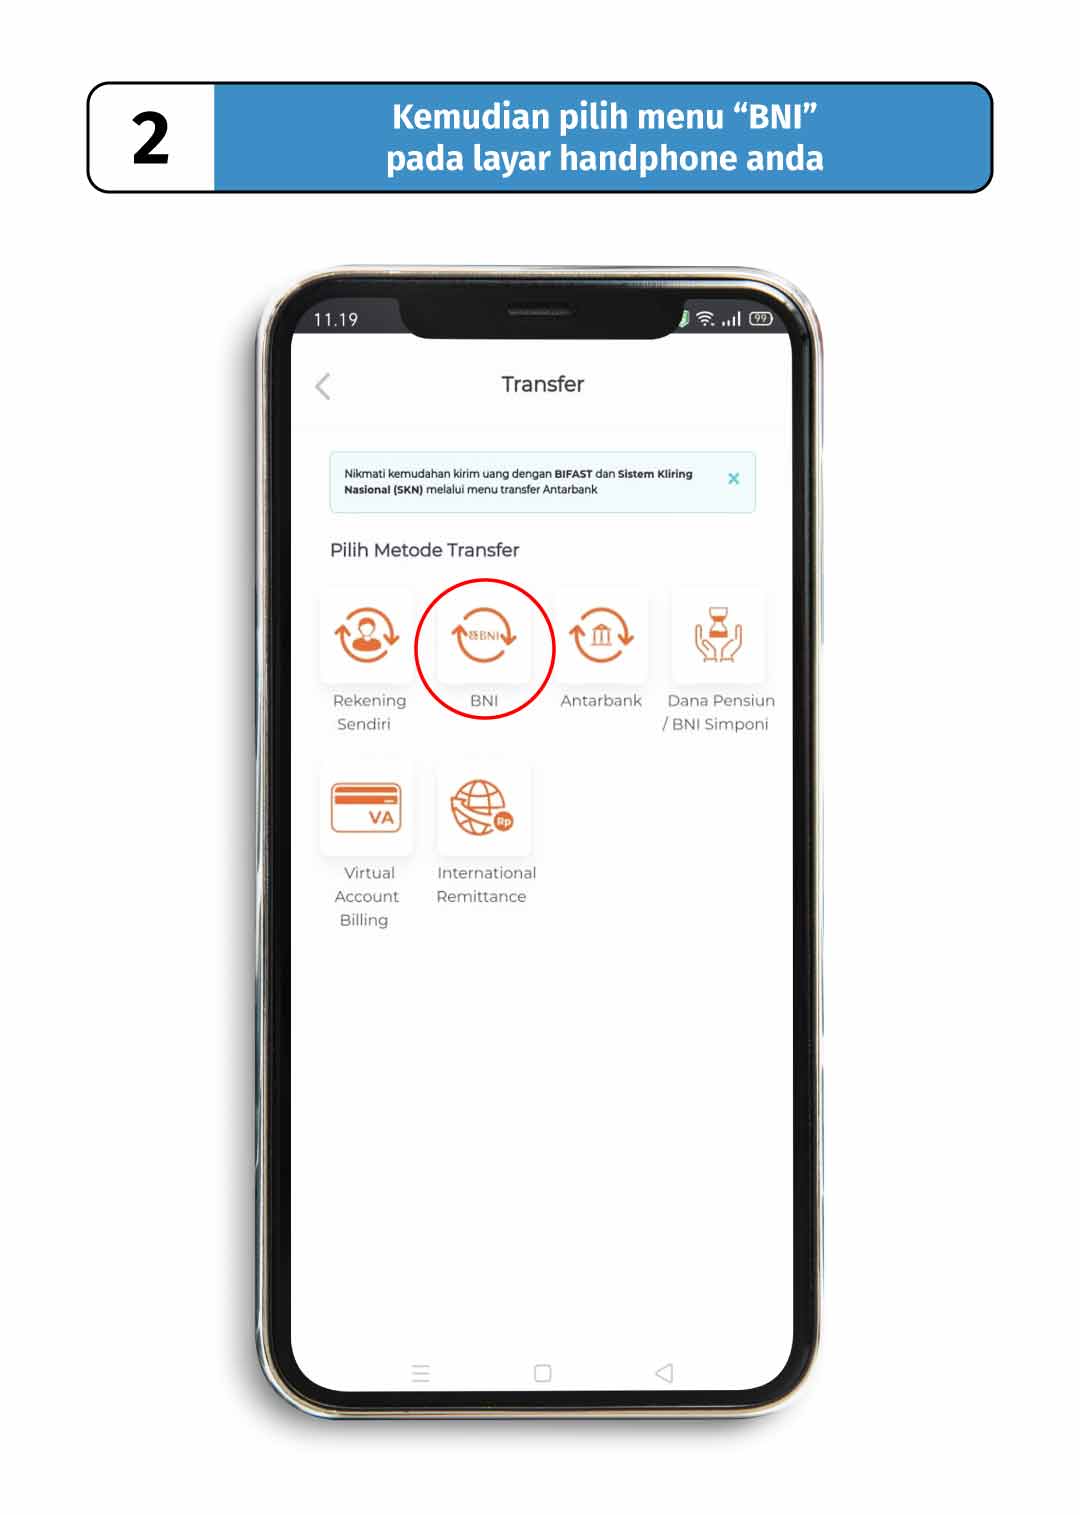 2
Kemudian pilih menu “BNI”
pada layar handphone anda
11.19
99
Transfer
Nikmati kemudahan kirim uang dengan BIFAST dan Sistem Kliring
Nasional (SKN) melalui menu transfer Antarbank
Pilih Metode Transfer
BNI
Rekening
Sendiri
BNI
Antarbank
Dana Pensiun
/ BNI Simponi
VA
Rp
Virtual
Account
Billing
International
Remittance